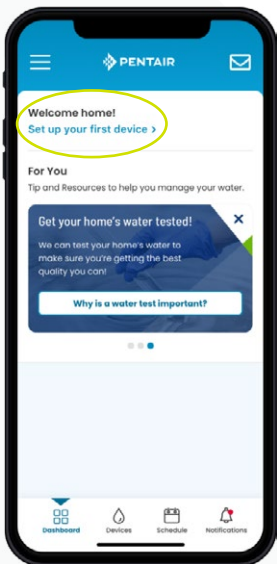 PENTAIR
Welcome home!
Set up your first device >
For You
Tip and Resources to help you manage your water.
Get your home's water tested!
We can test your home's water to
make sure you're getting the best
quality you can!
Why is a water test important?
Dashboard
Devices
Schedule
Notifications